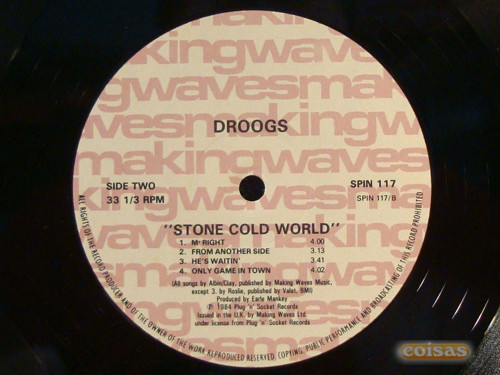 makingwavesmakingwavesmakingwavesmakingwaves
DROOGS
SIDE TWO
33 1/3 RPM
SPIN 117
SPIN 117/B
"STONE COLD WORLD"
1. Mr RIGHT 4.00
2. FROM ANOTHER SIDE 3.13
3. HE'S WAITIN' 3.41
4. ONLY GAME IN TOWN 4.02
(All songs by Albin/Clay, published by Making Waves Music,
except 3. by Roslie, published by Valet, BMI)
Produced by Earle Mankey
℗ 1984 Plug 'n' Socket Records
Issued in the U.K. by Making Waves Ltd.
under license from Plug 'n' Socket Records
ALL RIGHTS OF THE RECORD PRODUCER AND OF THE OWNER OF THE WORK REPRODUCED RESERVED. COPYING, PUBLIC PERFORMANCE AND BROADCASTING OF THIS RECORD PROHIBITED
coisas